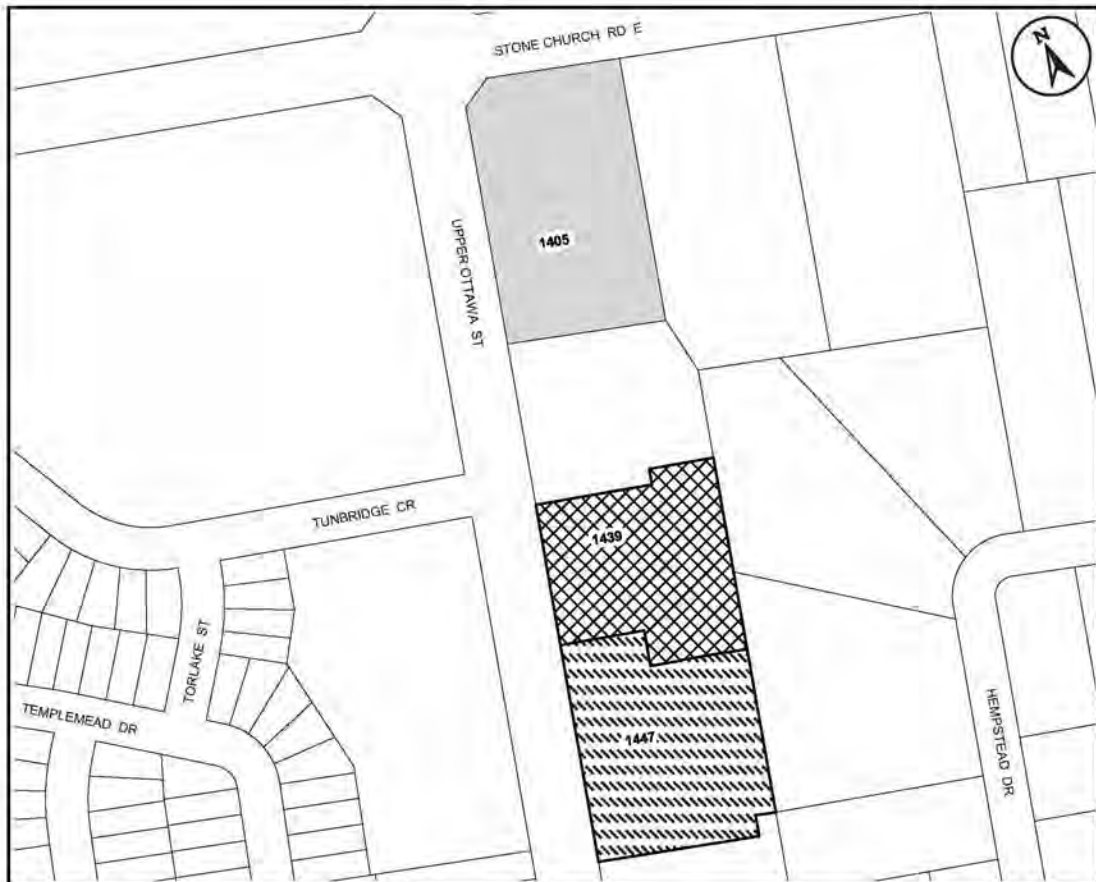 STONE CHURCH RD E
N
1405
UPPER OTTAWA ST
TUNBRIDGE CR
1439
TORLAKE ST
TEMPLEMEAD DR
1447
HEMPSTEAD DR